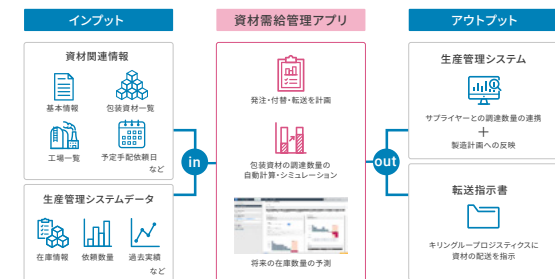 インプット
資材関連情報
基本情報
包装資材一覧
工場一覧
予定手配依頼日
など
生産管理システムデータ
在庫情報
依頼数量
過去実績
など
in
資材需給管理アプリ
発注・付替・転送を計画
包装資材の調達数量の
自動計算・シミュレーション
将来の在庫数量の予測
out
アウトプット
生産管理システム
サプライヤーとの調達数量の連携
＋
製造計画への反映
転送指示書
キリングループロジスティクスに
資材の配送を指示